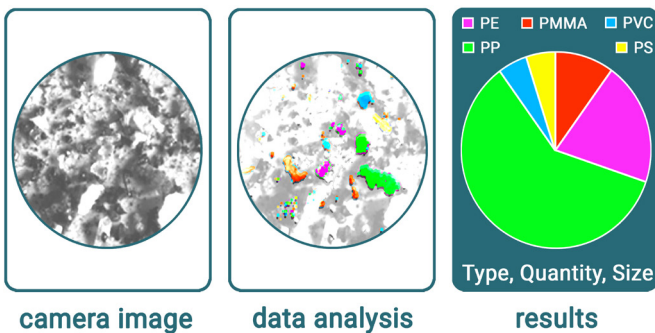 PE PMMA PVC
PP PS
Type, Quantity, Size
camera image data analysis results